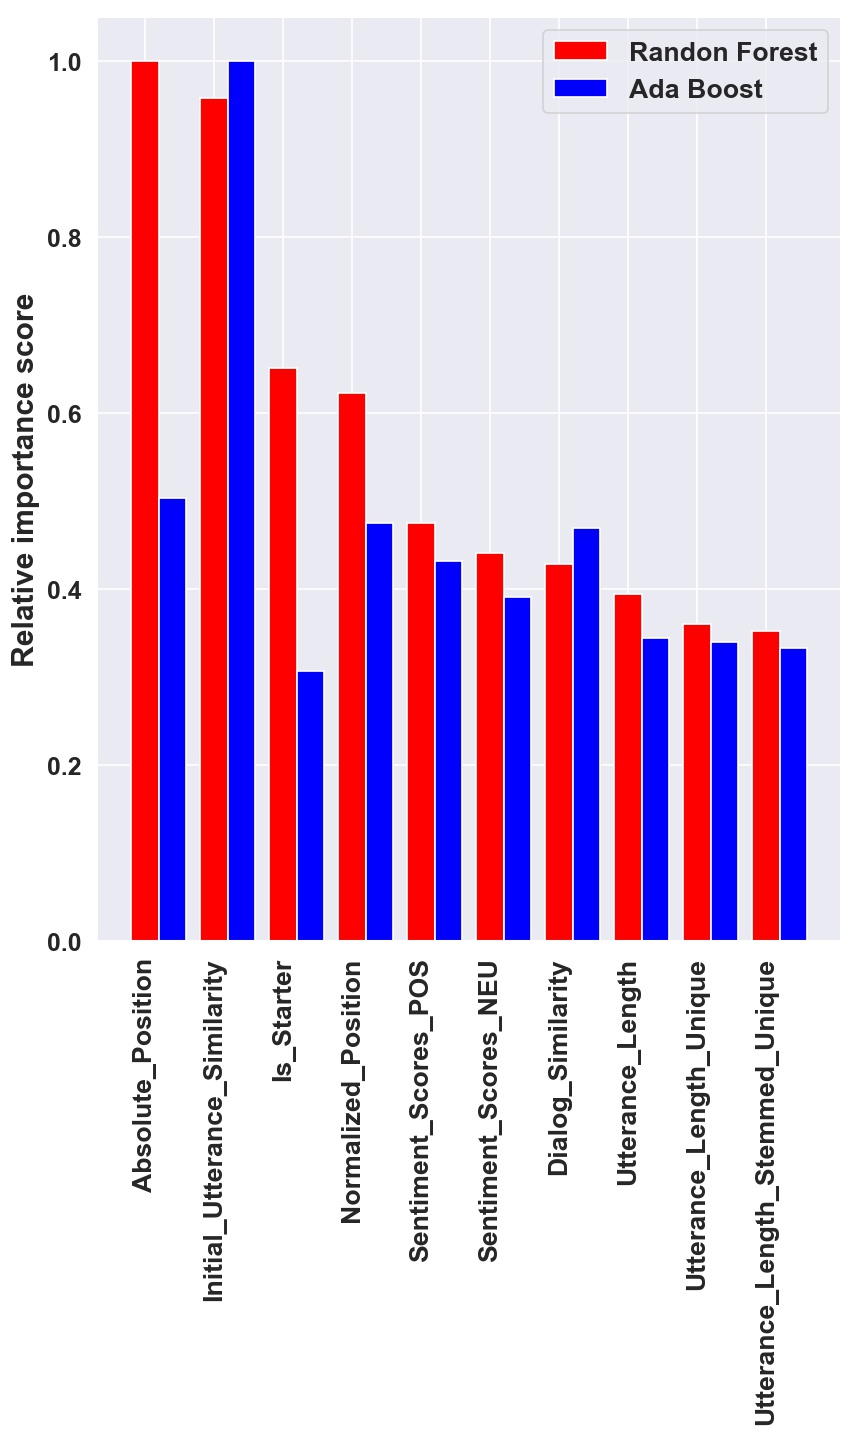 Randon Forest
Ada Boost
Relative importance score
1.0
0.8
0.6
0.4
0.2
0.0
Absolute_Position
Initial_Utterance_Similarity
Is_Starter
Normalized_Position
Sentiment_Scores_POS
Sentiment_Scores_NEU
Dialog_Similarity
Utterance_Length
Utterance_Length_Unique
Utterance_Length_Stemmed_Unique